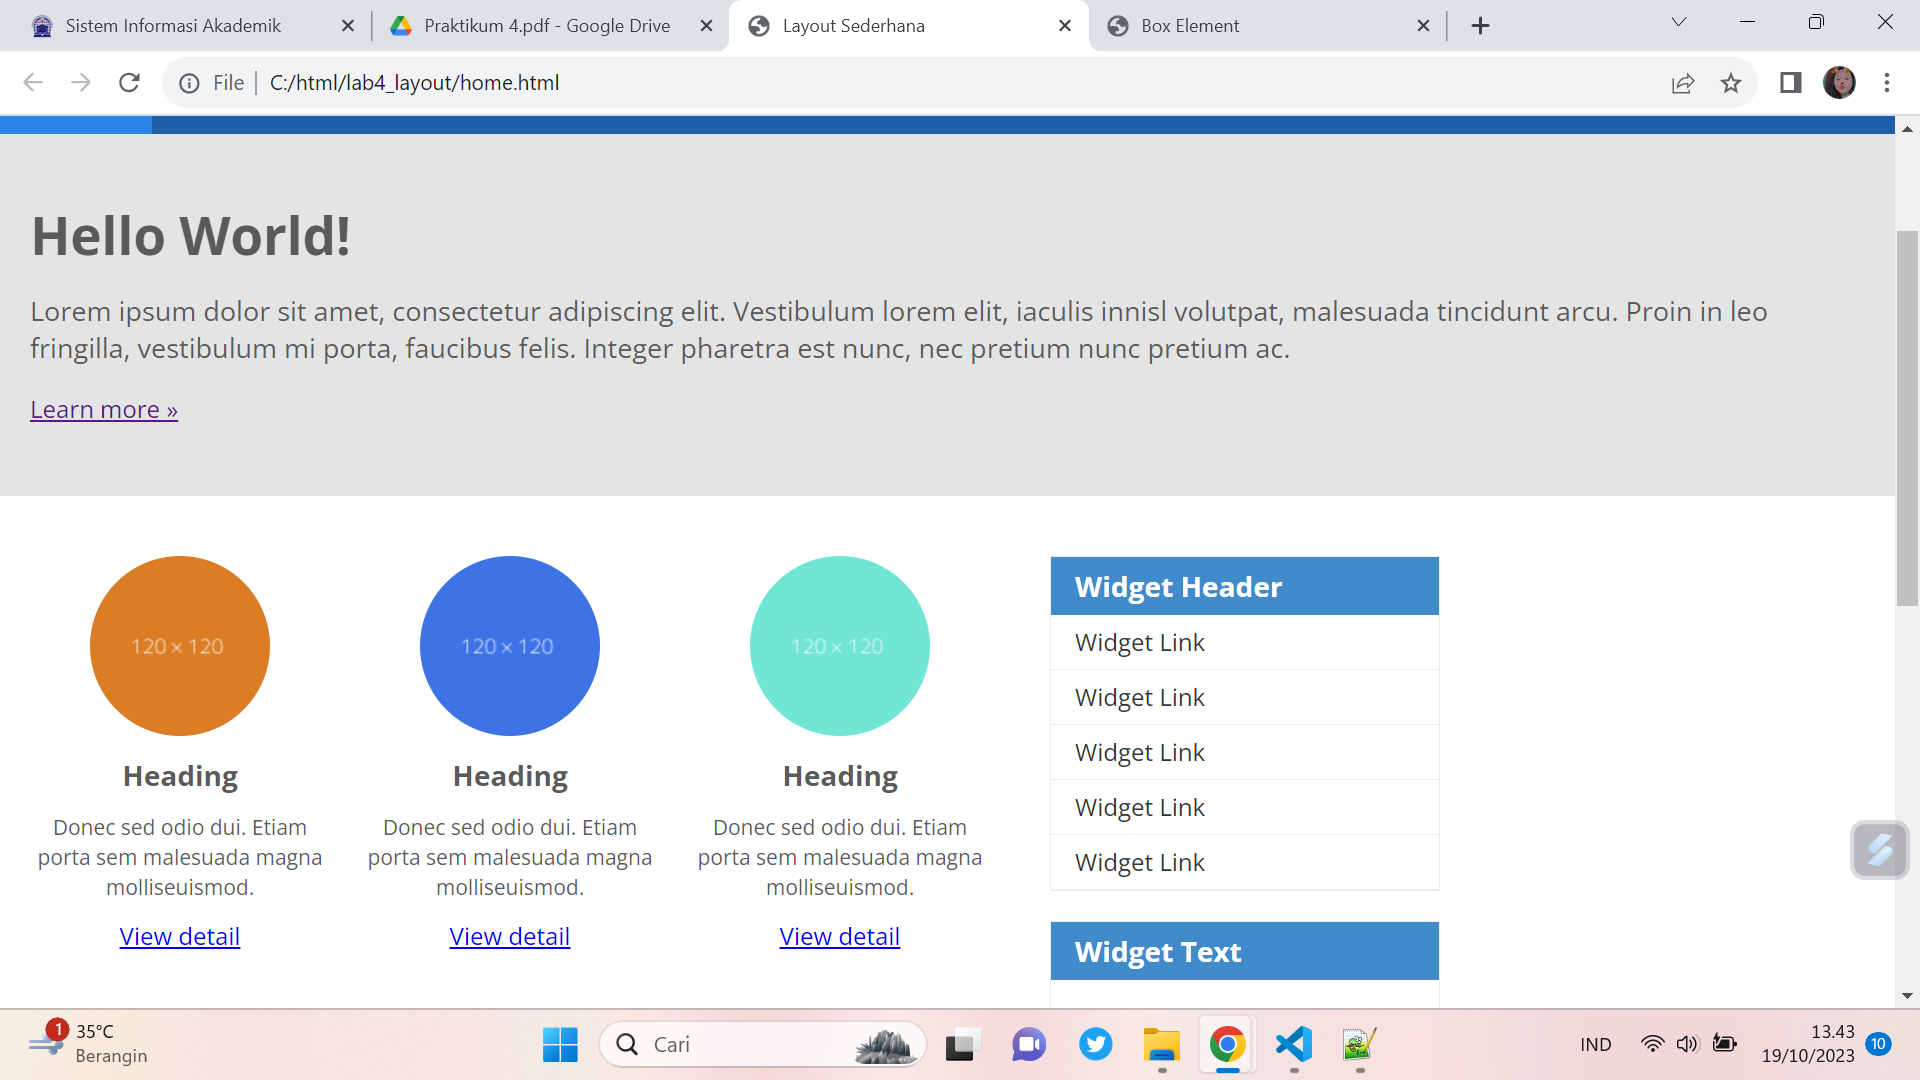 Sistem Informasi Akademik
Praktikum 4.pdf - Google Drive
Layout Sederhana
Box Element
File
C:/html/lab4_layout/home.html
Hello World!
Lorem ipsum dolor sit amet, consectetur adipiscing elit. Vestibulum lorem elit, iaculis innisl volutpat, malesuada tincidunt arcu. Proin in leo
fringilla, vestibulum mi porta, faucibus felis. Integer pharetra est nunc, nec pretium nunc pretium ac.
Learn more »
120 × 120
120 × 120
120 × 120
Heading
Heading
Heading
Donec sed odio dui. Etiam
porta sem malesuada magna
molliseuismod.
Donec sed odio dui. Etiam
porta sem malesuada magna
molliseuismod.
Donec sed odio dui. Etiam
porta sem malesuada magna
molliseuismod.
View detail
View detail
View detail
Widget Header
Widget Link
Widget Link
Widget Link
Widget Link
Widget Link
Widget Text
1
35°C
Berangin
Cari
IND
13.43
19/10/2023
10